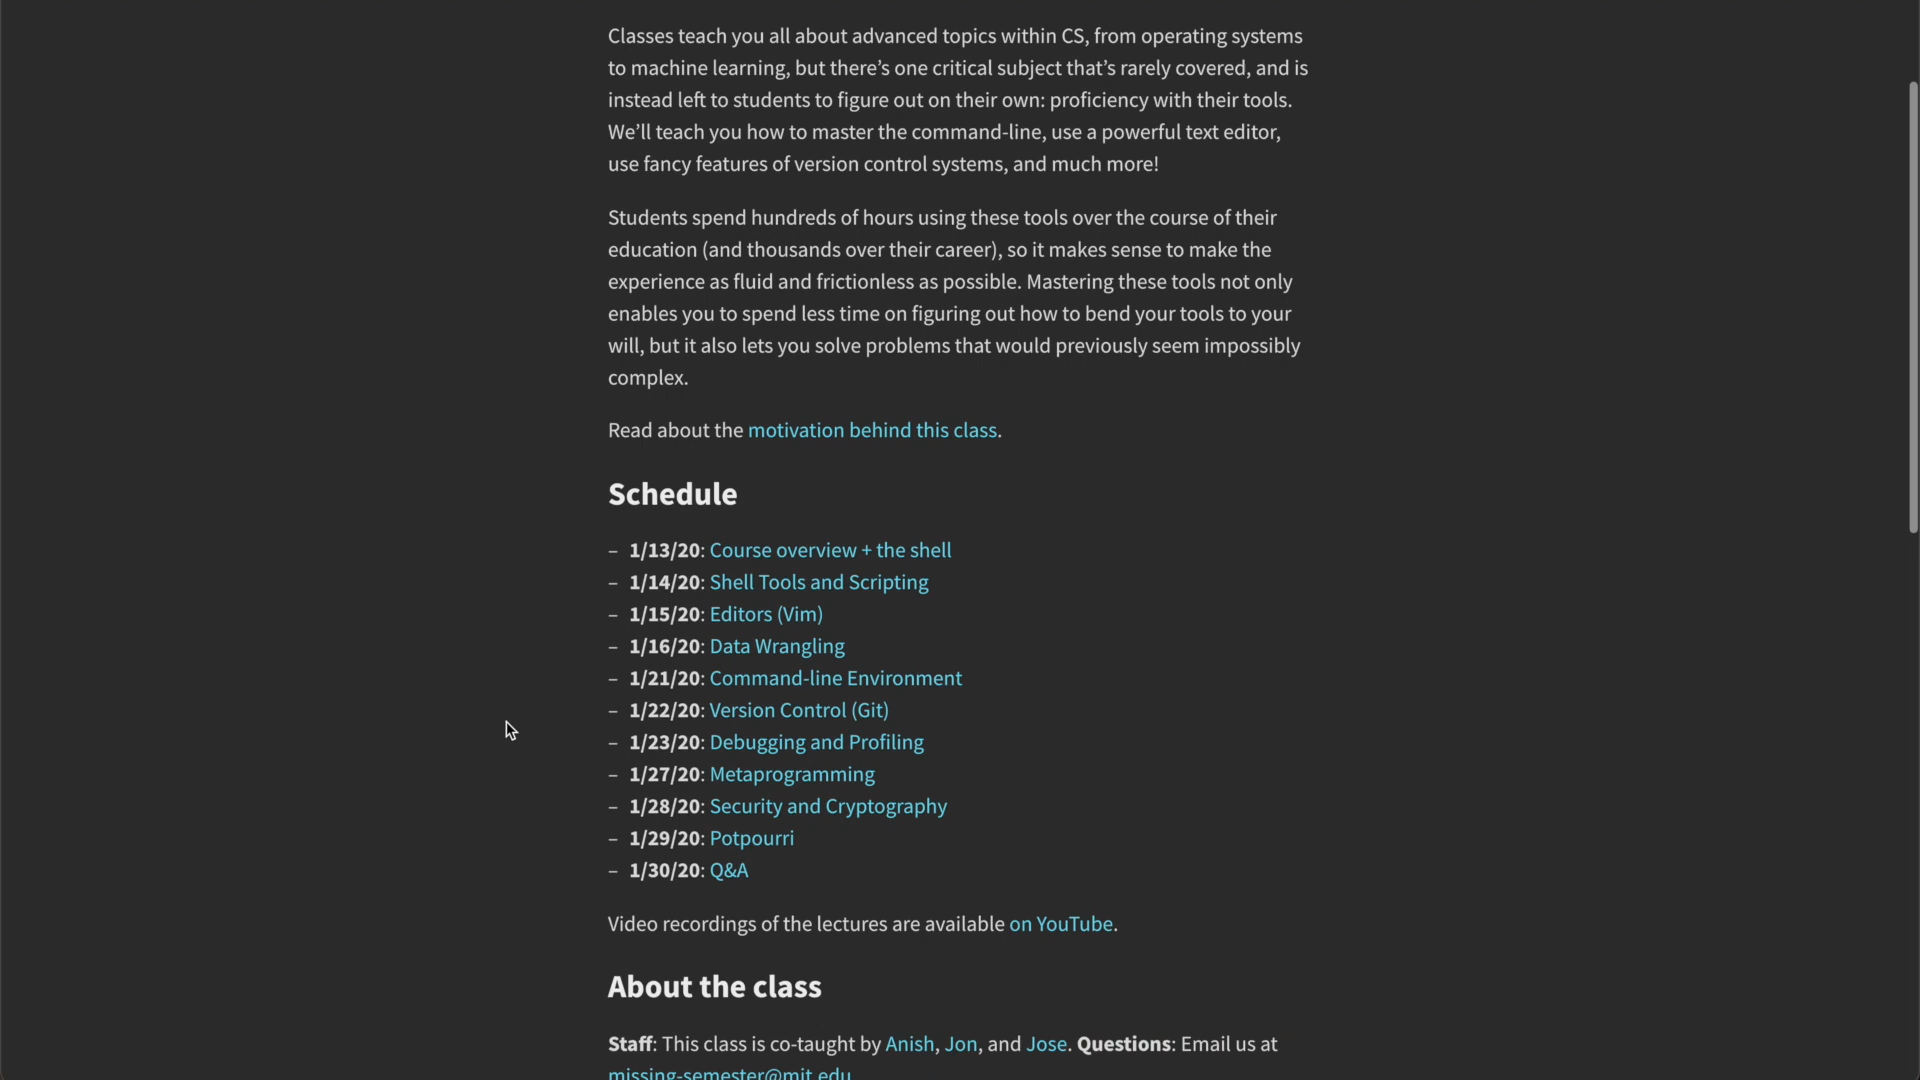 Classes teach you all about advanced topics within CS, from operating systems
to machine learning, but there’s one critical subject that’s rarely covered, and is
instead left to students to figure out on their own: proficiency with their tools.
We’ll teach you how to master the command-line, use a powerful text editor,
use fancy features of version control systems, and much more!
Students spend hundreds of hours using these tools over the course of their
education (and thousands over their career), so it makes sense to make the
experience as fluid and frictionless as possible. Mastering these tools not only
enables you to spend less time on figuring out how to bend your tools to your
will, but it also lets you solve problems that would previously seem impossibly
complex.
Read about the motivation behind this class.
Schedule
– 1/13/20: Course overview + the shell
– 1/14/20: Shell Tools and Scripting
– 1/15/20: Editors (Vim)
– 1/16/20: Data Wrangling
– 1/21/20: Command-line Environment
– 1/22/20: Version Control (Git)
– 1/23/20: Debugging and Profiling
– 1/27/20: Metaprogramming
– 1/28/20: Security and Cryptography
– 1/29/20: Potpourri
– 1/30/20: Q&A
Video recordings of the lectures are available on YouTube.
About the class
Staff: This class is co-taught by Anish, Jon, and Jose. Questions: Email us at
missing-semester@mit.edu